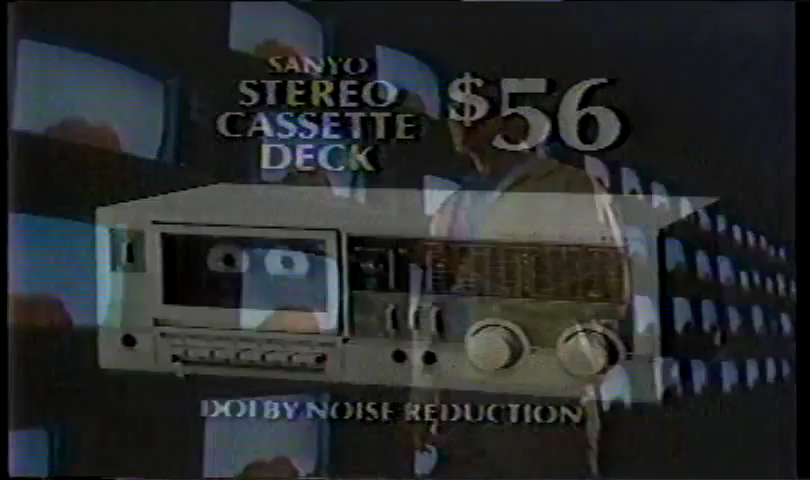 SANYO
STEREO
CASSETTE
DECK
$56
DOLBY NOISE REDUCTION